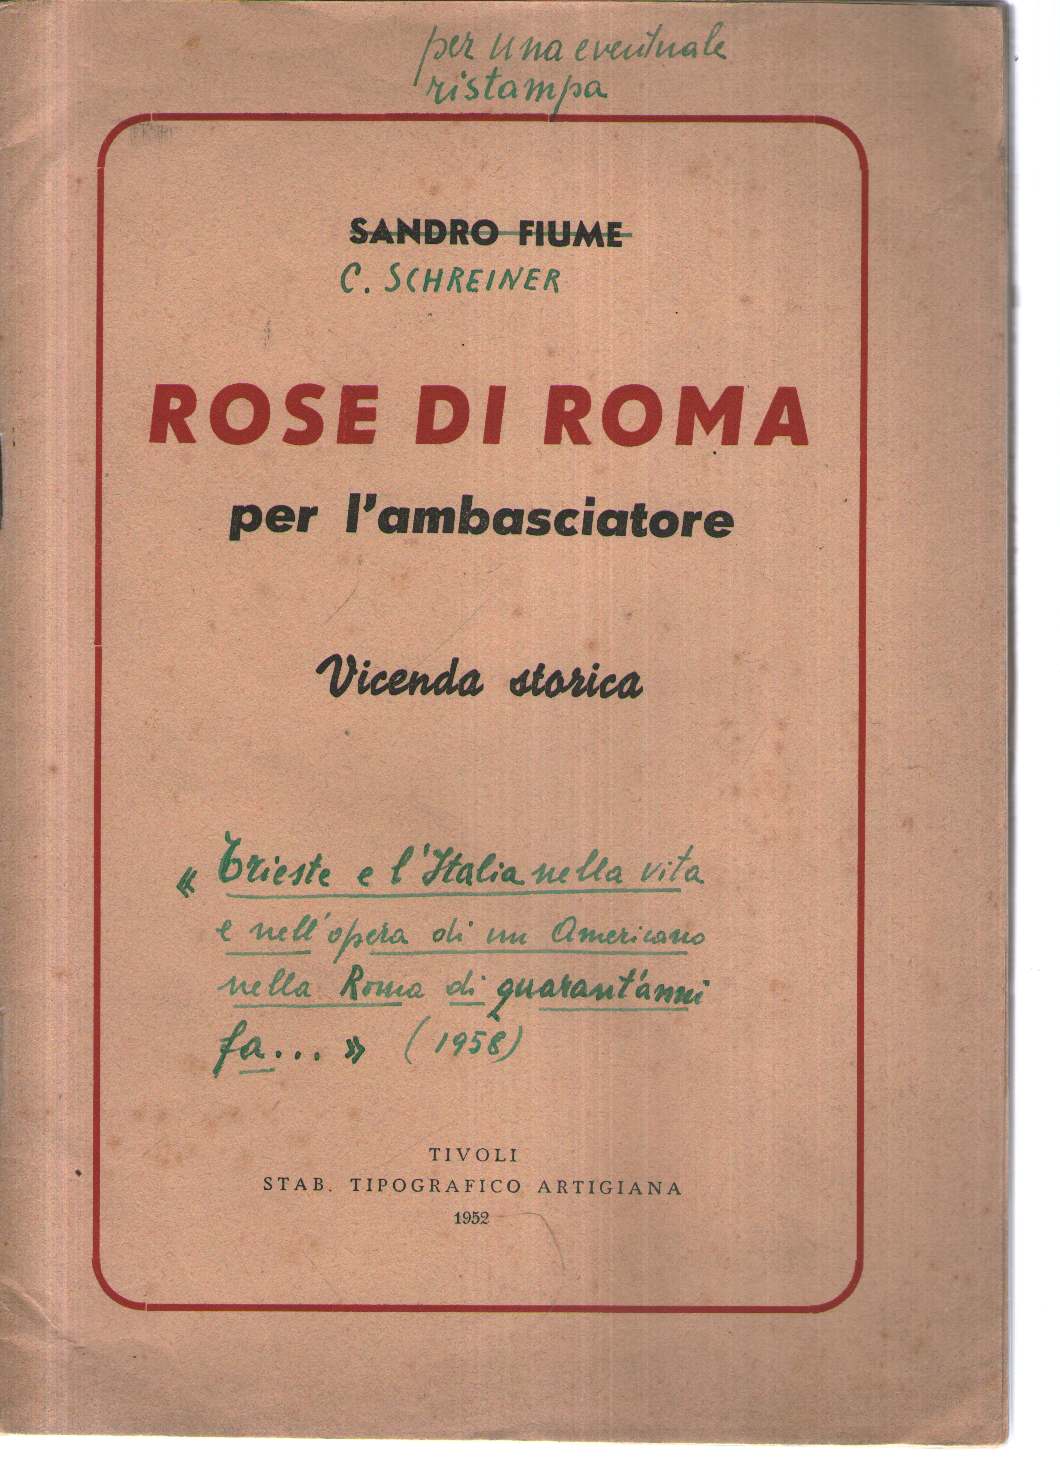 per una eventuale
ristampa
SANDRO FIUME
C. SCHREINER
ROSE DI ROMA
per l'ambasciatore
Vicenda storica
« Trieste e l'Italia nella vita
e nell'opera di un Americano
nella Roma di quarant'anni
fa... » (1958)
TIVOLI
STAB. TIPOGRAFICO ARTIGIANA
1952